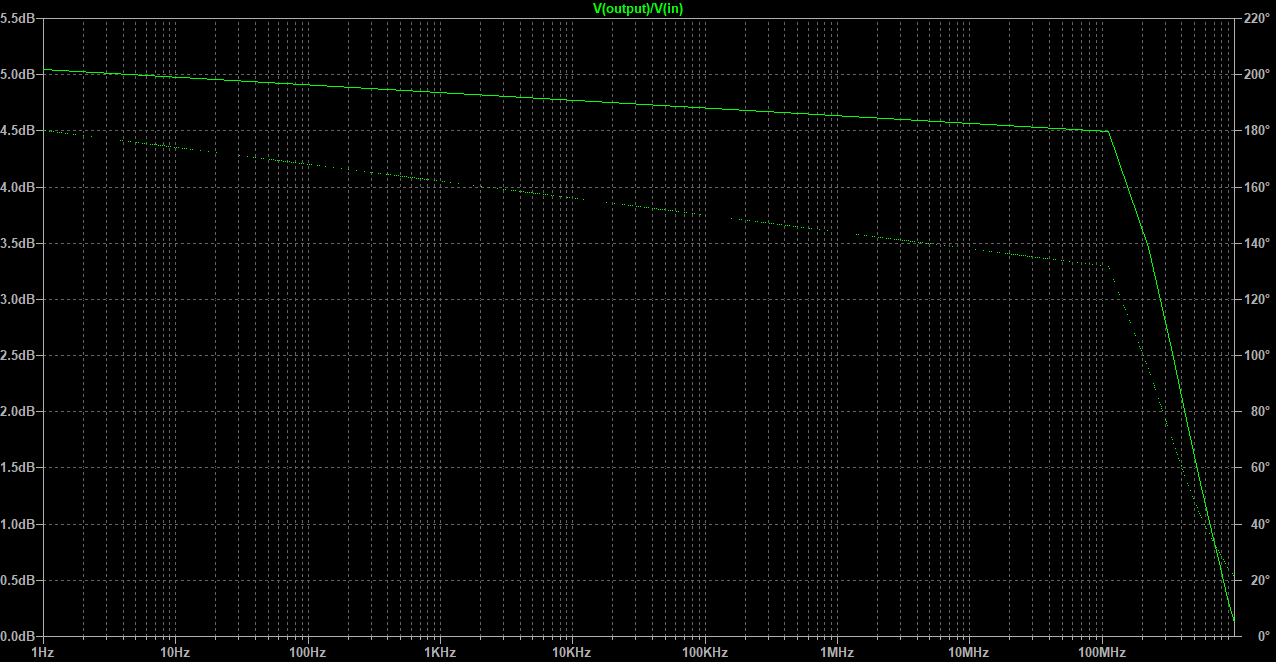 V(output)/V(in)
5.5dB
5.0dB
4.5dB
4.0dB
3.5dB
3.0dB
2.5dB
2.0dB
1.5dB
1.0dB
0.5dB
0.0dB
220°
200°
180°
160°
140°
120°
100°
80°
60°
40°
20°
0°
1Hz 10Hz 100Hz 1KHz 10KHz 100KHz 1MHz 10MHz 100MHz